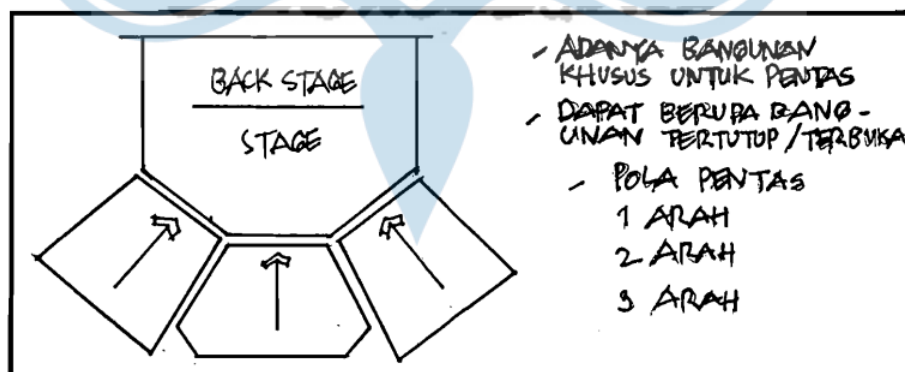 BACK STAGE
STAGE
- ADANYA BANGUNAN
KHUSUS UNTUK PENTAS
- DAPAT BERUPA BANG-
UNAN TERTUTUP/TERBUKA
- POLA PENTAS
1 ARAH
2 ARAH
3 ARAH